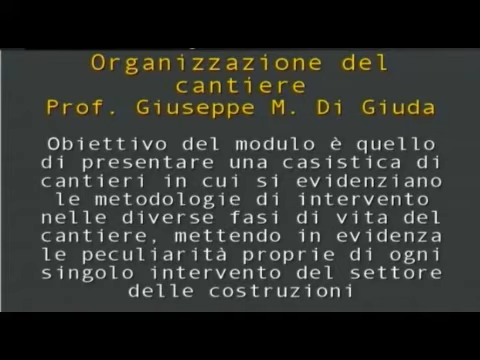 Organizzazione del
cantiere
Prof. Giuseppe M. Di Giuda
Obiettivo del modulo è quello
di presentare una casistica di
cantieri in cui si evidenziano
le metodologie di intervento
nelle diverse fasi di vita del
cantiere, mettendo in evidenza
le peculiarità proprie di ogni
singolo intervento del settore
delle costruzioni